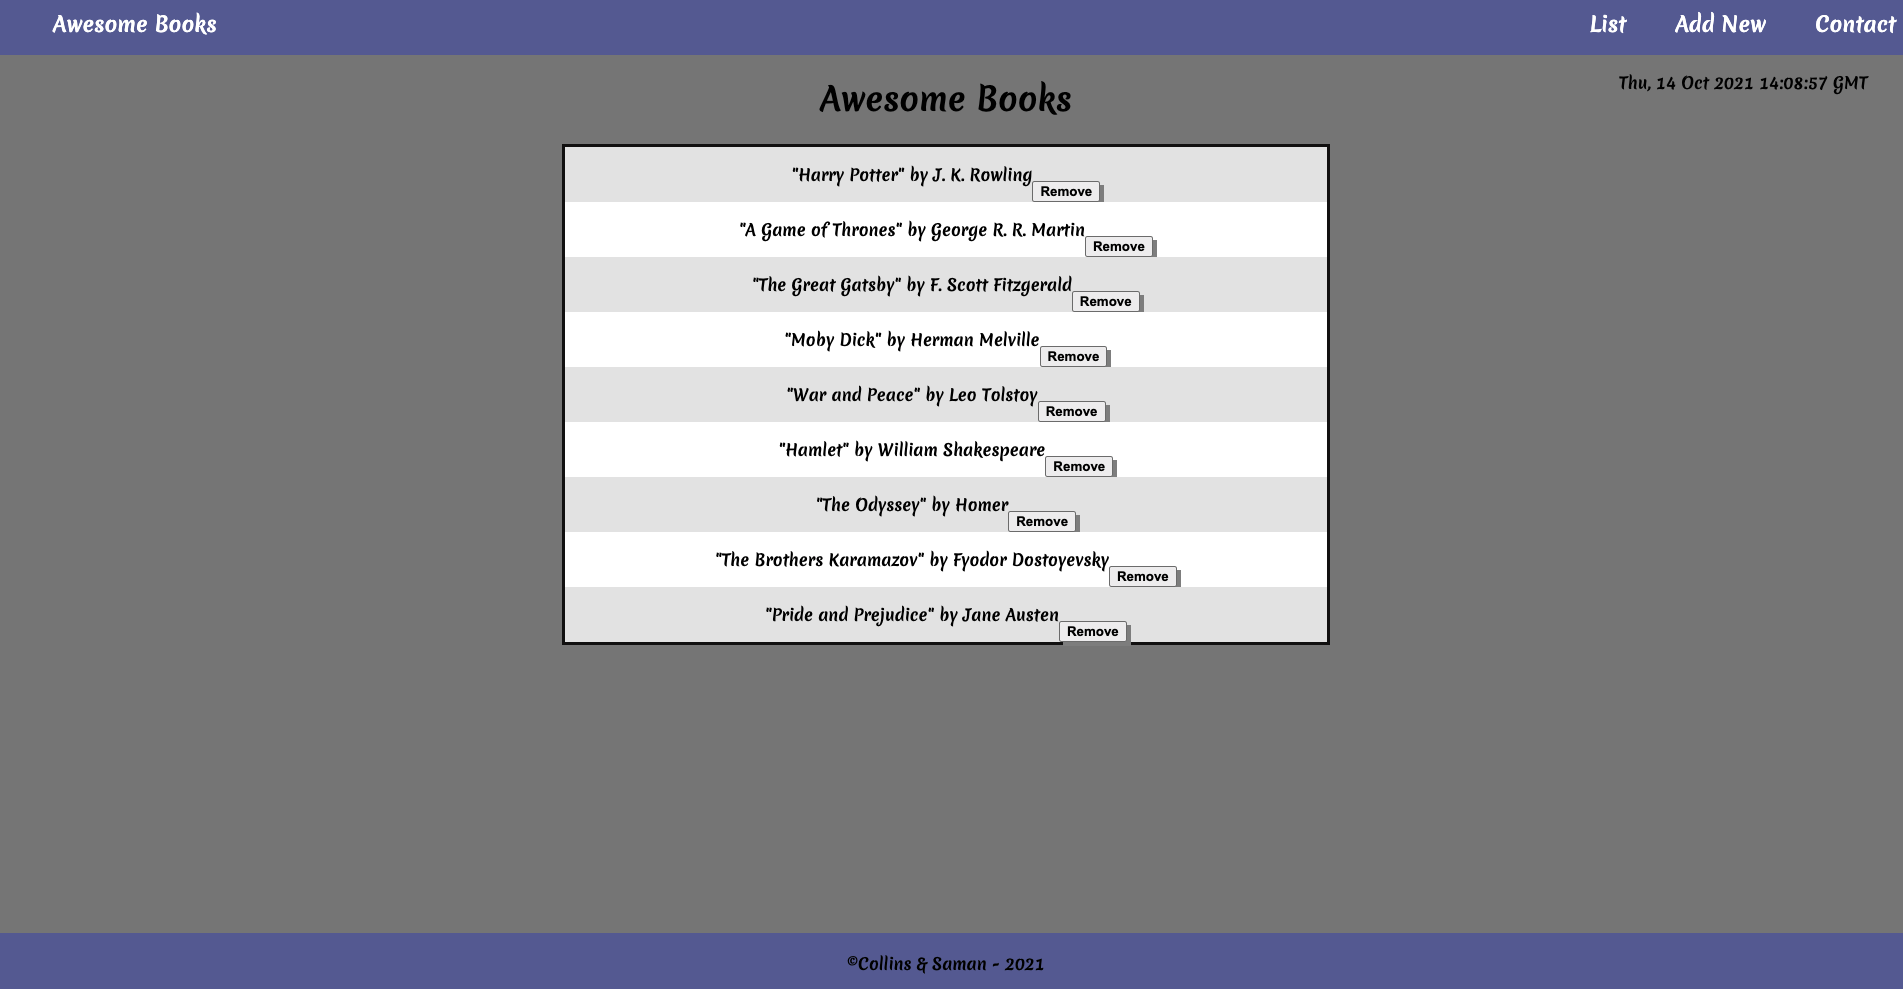 Awesome Books List Add New Contact
Thu, 14 Oct 2021 14:08:57 GMT
Awesome Books
"Harry Potter" by J. K. Rowling Remove
"A Game of Thrones" by George R. R. Martin Remove
"The Great Gatsby" by F. Scott Fitzgerald Remove
"Moby Dick" by Herman Melville Remove
"War and Peace" by Leo Tolstoy Remove
"Hamlet" by William Shakespeare Remove
"The Odyssey" by Homer Remove
"The Brothers Karamazov" by Fyodor Dostoyevsky Remove
"Pride and Prejudice" by Jane Austen Remove
©Collins & Saman - 2021